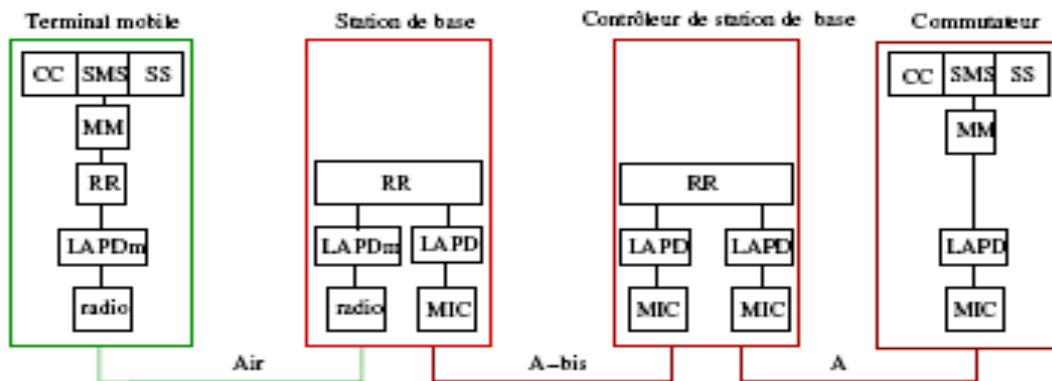 Terminal mobile
Station de base
Contrôleur de station de base
Commutateur
CC SMS SS
CC SMS SS
MM
MM
RR
RR
RR
LAPDm
LAPDm
LAPD
LAPD
LAPD
LAPD
radio
radio
MIC
MIC
MIC
MIC
Air
A-bis
A